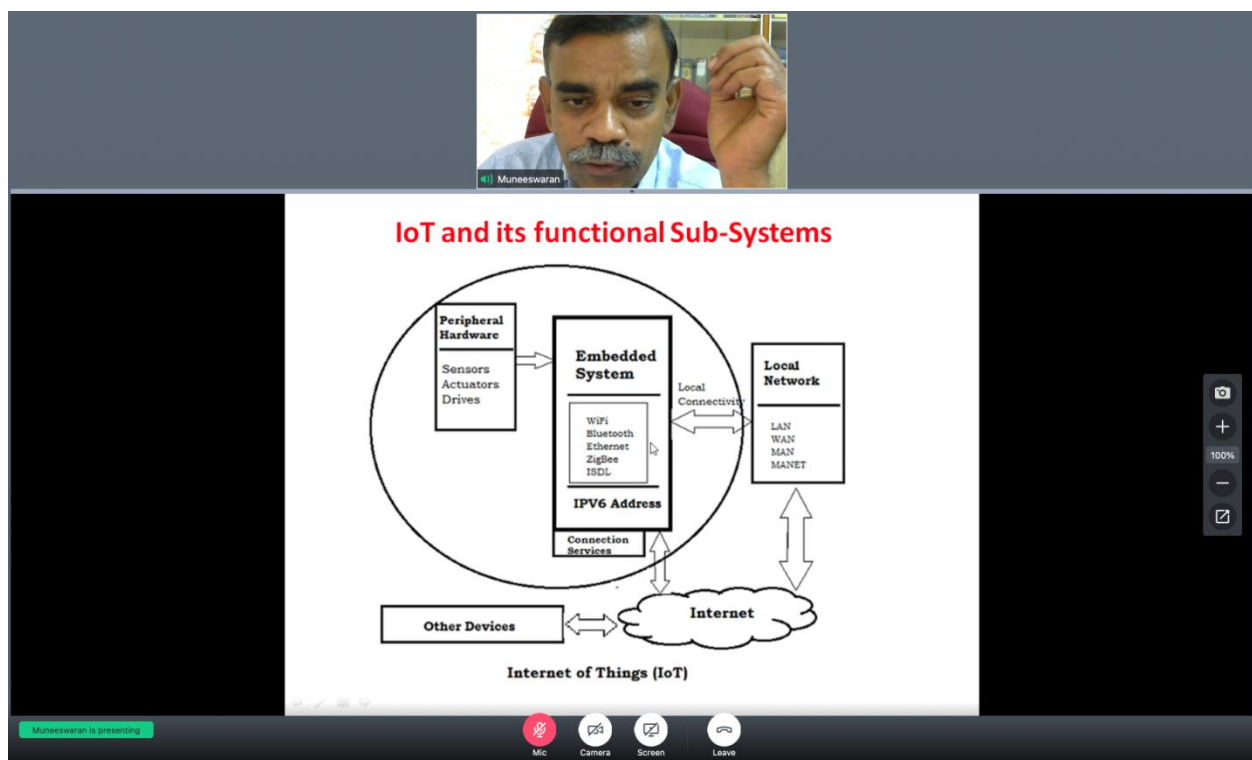 Muneeswaran
IoT and its functional Sub-Systems
Peripheral
Hardware
Sensors
Actuators
Drives
Embedded
System
WiFi
Bluetooth
Ethernet
ZigBee
ISDL
IPV6 Address
Connection
Services
Local
Connectivity
Local
Network
LAN
WAN
MAN
MANET
Other Devices
Internet
Internet of Things (IoT)
100%
Muneeswaran is presenting
Mic
Camera
Screen
Leave